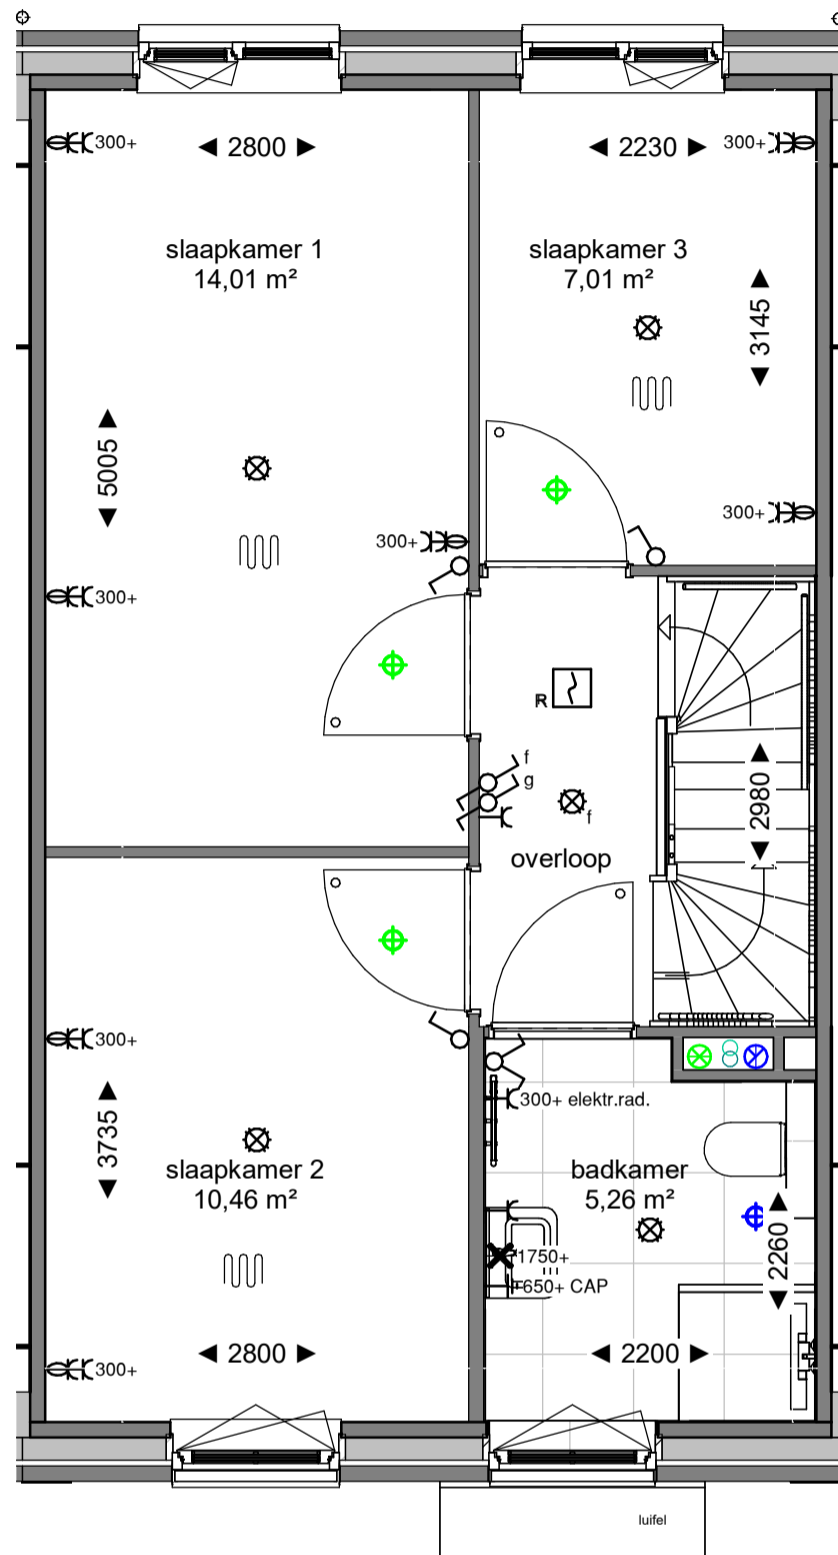 300+
2800
2230
300+
slaapkamer 1
14,01 m²
slaapkamer 3
7,01 m²
3145
5005
300+
300+
300+
R
f
g
f
2980
overloop
300+
300+ elektr.rad.
3735
slaapkamer 2
10,46 m²
badkamer
5,26 m²
2260
1750+
650+ CAP
2800
2200
300+
luifel